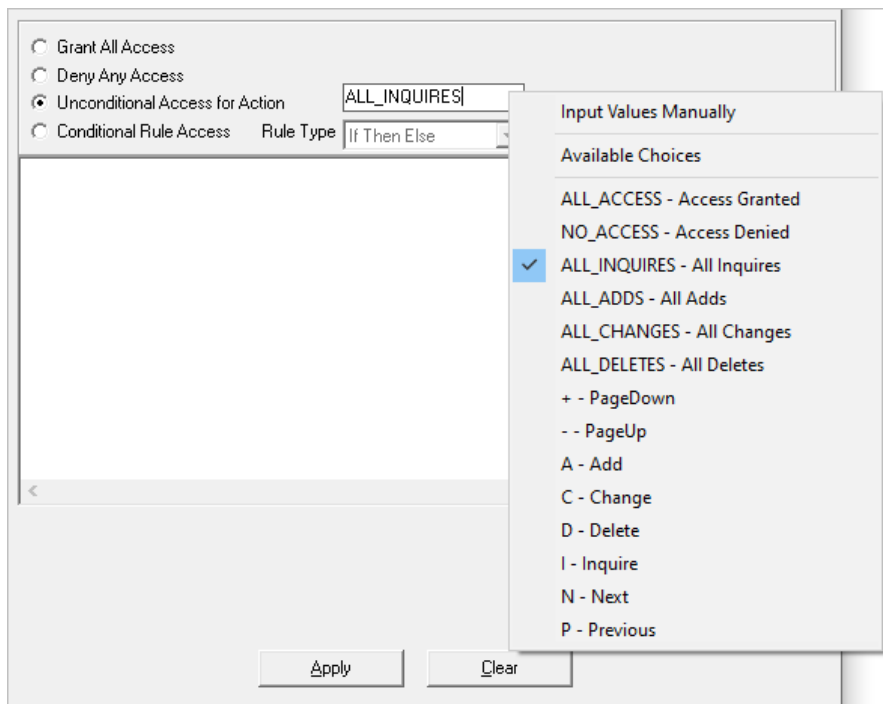 Grant All Access
Deny Any Access
Unconditional Access for Action ALL_INQUIRES
Conditional Rule Access Rule Type If Then Else
Input Values Manually
Available Choices
ALL_ACCESS - Access Granted
NO_ACCESS - Access Denied
ALL_INQUIRES - All Inquires
ALL_ADDS - All Adds
ALL_CHANGES - All Changes
ALL_DELETES - All Deletes
+ - PageDown
- - PageUp
A - Add
C - Change
D - Delete
I - Inquire
N - Next
P - Previous
Apply Clear